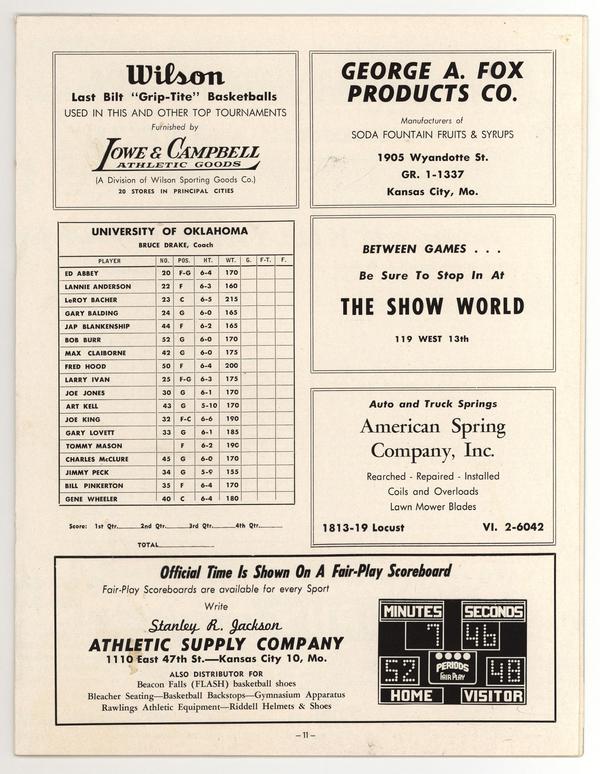 Wilson
Last Bilt "Grip-Tite" Basketballs
USED IN THIS AND OTHER TOP TOURNAMENTS
Furnished by
LOWE & CAMPBELL
ATHLETIC GOODS
(A Division of Wilson Sporting Goods Co.)
20 STORES IN PRINCIPAL CITIES
GEORGE A. FOX
PRODUCTS CO.
Manufacturers of
SODA FOUNTAIN FRUITS & SYRUPS
1905 Wyandotte St.
GR. 1-1337
Kansas City, Mo.
UNIVERSITY OF OKLAHOMA
BRUCE DRAKE, Coach
PLAYER NO. POS. HT. WT. G. F-T. F.
ED ABBEY 20 F-G 6-4 170
LANNIE ANDERSON 22 F 6-3 160
LeROY BACHER 23 C 6-5 215
GARY BALDING 24 G 6-0 165
JAP BLANKENSHIP 44 F 6-2 165
BOB BURR 52 G 6-0 170
MAX CLAIBORNE 42 G 6-0 175
FRED HOOD 50 F 6-4 200
LARRY IVAN 25 F-G 6-3 175
JOE JONES 30 G 6-1 170
ART KELL 43 G 5-10 170
JOE KING 32 F-C 6-6 190
GARY LOVETT 33 G 6-1 185
TOMMY MASON F 6-2 190
CHARLES McCLURE 45 G 6-0 170
JIMMY PECK 34 G 5-9 155
BILL PINKERTON 35 F 6-4 170
GENE WHEELER 40 C 6-4 180
Score: 1st Qtr. 2nd Qtr. 3rd Qtr. 4th Qtr.
TOTAL
BETWEEN GAMES . . .
Be Sure To Stop In At
THE SHOW WORLD
119 WEST 13th
Auto and Truck Springs
American Spring
Company, Inc.
Rearched - Repaired - Installed
Coils and Overloads
Lawn Mower Blades
1813-19 Locust VI. 2-6042
Official Time Is Shown On A Fair-Play Scoreboard
Fair-Play Scoreboards are available for every Sport
Write
Stanley R. Jackson
ATHLETIC SUPPLY COMPANY
1110 East 47th St.—Kansas City 10, Mo.
ALSO DISTRIBUTOR FOR
Beacon Falls (FLASH) basketball shoes
Bleacher Seating—Basketball Backstops—Gymnasium Apparatus
Rawlings Athletic Equipment—Riddell Helmets & Shoes
MINUTES SECONDS
7 46
52 PERIODS 48
FAIR PLAY
HOME VISITOR
– 11 –